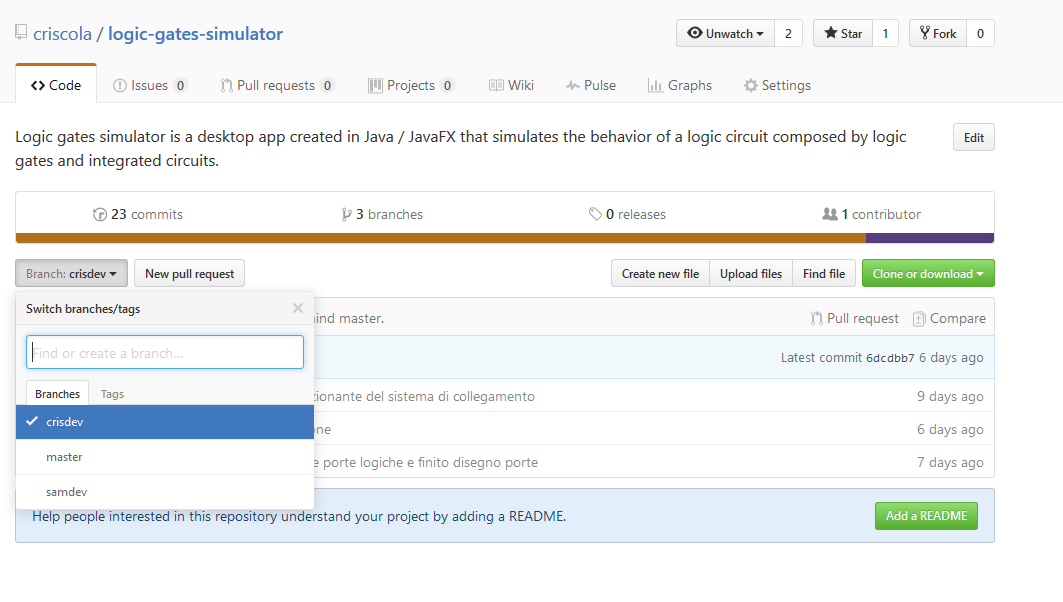 criscola / logic-gates-simulator
Unwatch 2 Star 1 Fork 0
Code Issues 0 Pull requests 0 Projects 0 Wiki Pulse Graphs Settings
Logic gates simulator is a desktop app created in Java / JavaFX that simulates the behavior of a logic circuit composed by logic
gates and integrated circuits.
Edit
23 commits 3 branches 0 releases 1 contributor
Branch: crisdev New pull request Create new file Upload files Find file Clone or download
Switch branches/tags
Find or create a branch...
Branches Tags
crisdev
master
samdev
master. Pull request Compare
Latest commit 6dcdbb7 6 days ago
del sistema di collegamento 9 days ago
6 days ago
porte logiche e finito disegno porte 7 days ago
Help people interested in this repository understand your project by adding a README. Add a README